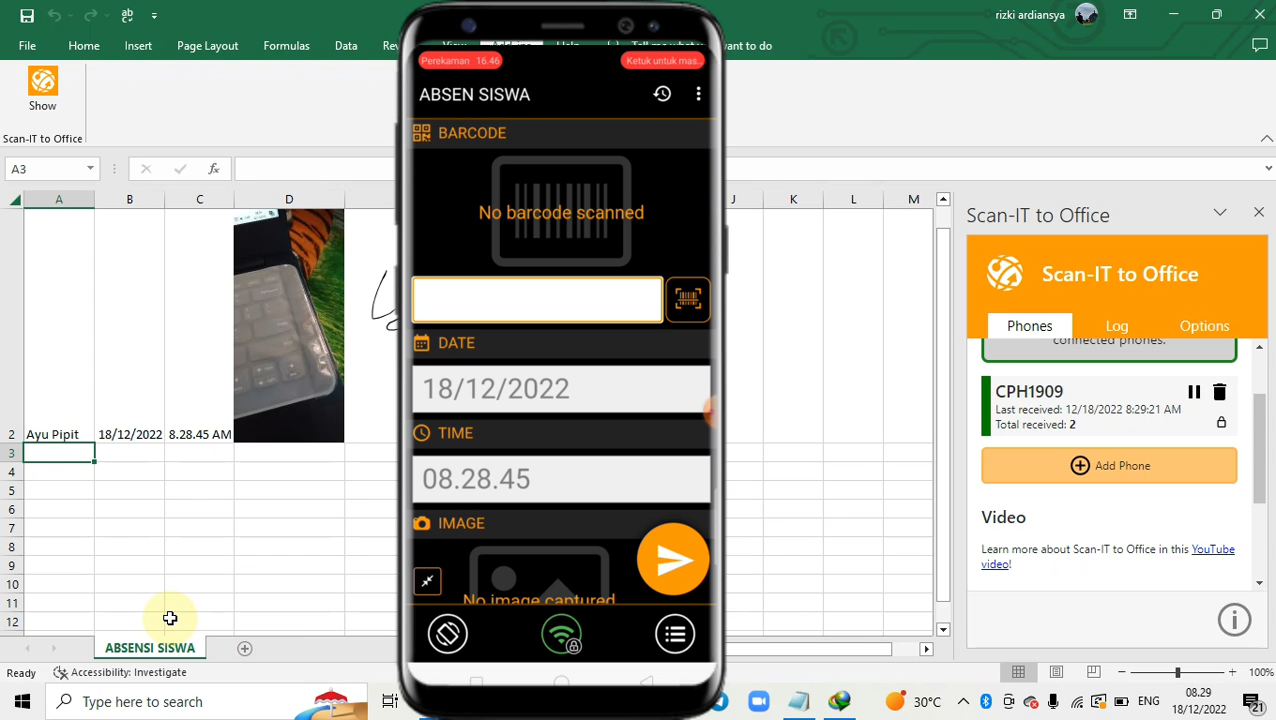 rizki ardiansya
File Home Insert Page Layout Formulas Data
Show
Scan-IT to Office
A3
fx
A B C D J K L M
2 Ayu Pipit 18/12/2022 8.28.45 AM
3
4
5
6
7
8
9
10
11
12
ABSENSI SISWA
Ready Accessibility: Investigate 100%
Type here to search
30°C ENG 08.29
18/12/2022
21
Perekaman 16.46 Ketuk untuk mas...
ABSEN SISWA
BARCODE
No barcode scanned
DATE
18/12/2022
TIME
08.28.45
IMAGE
No image captured
Scan-IT to Office
Scan-IT to Office
Phones Log Options
connected phones.
CPH1909
Last received: 12/18/2022 8:29:21 AM
Total received: 2
Add Phone
Video
Learn more about Scan-IT to Office in this YouTube
video!